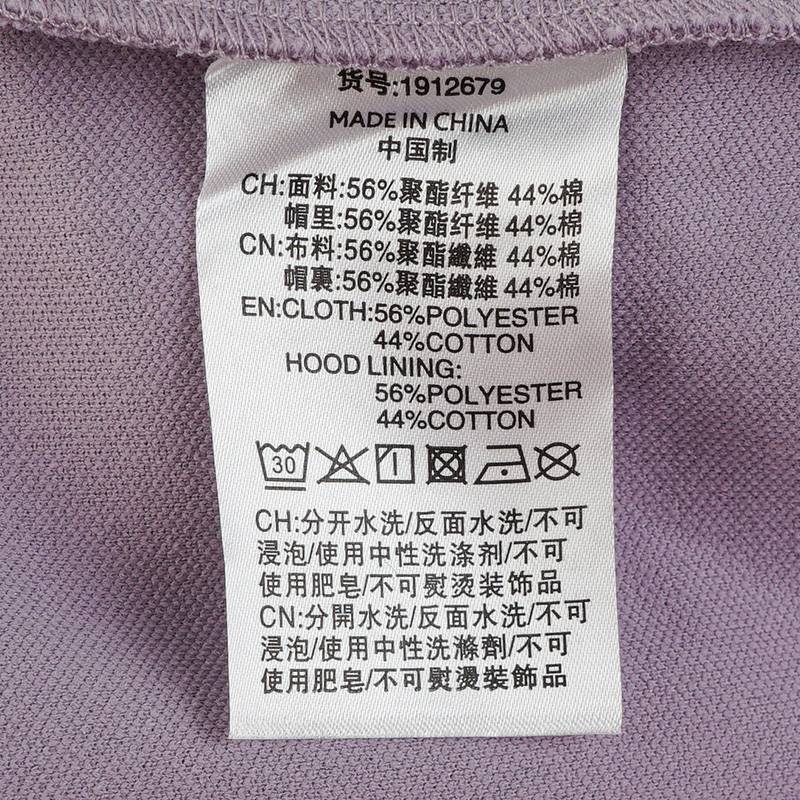 货号:1912679
MADE IN CHINA
中国制
CH:面料:56%聚酯纤维 44%棉
帽里:56%聚酯纤维 44%棉
CN:布料:56%聚酯纖維 44%棉
帽裏:56%聚酯纖維 44%棉
EN:CLOTH:56%POLYESTER
44%COTTON
HOOD LINING:
56%POLYESTER
44%COTTON
30
CH:分开水洗/反面水洗/不可
浸泡/使用中性洗涤剂/不可
使用肥皂/不可熨烫装饰品
CN:分開水洗/反面水洗/不可
浸泡/使用中性洗滌劑/不可
使用肥皂/不可熨燙裝飾品